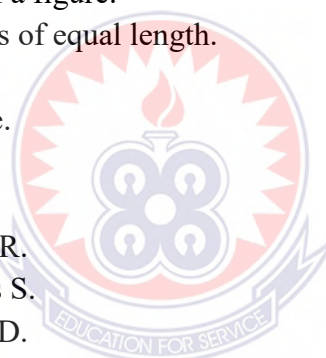 a figure.
s of equal length.
e.
R.
s S.
D.
EDUCATION FOR SERVICE